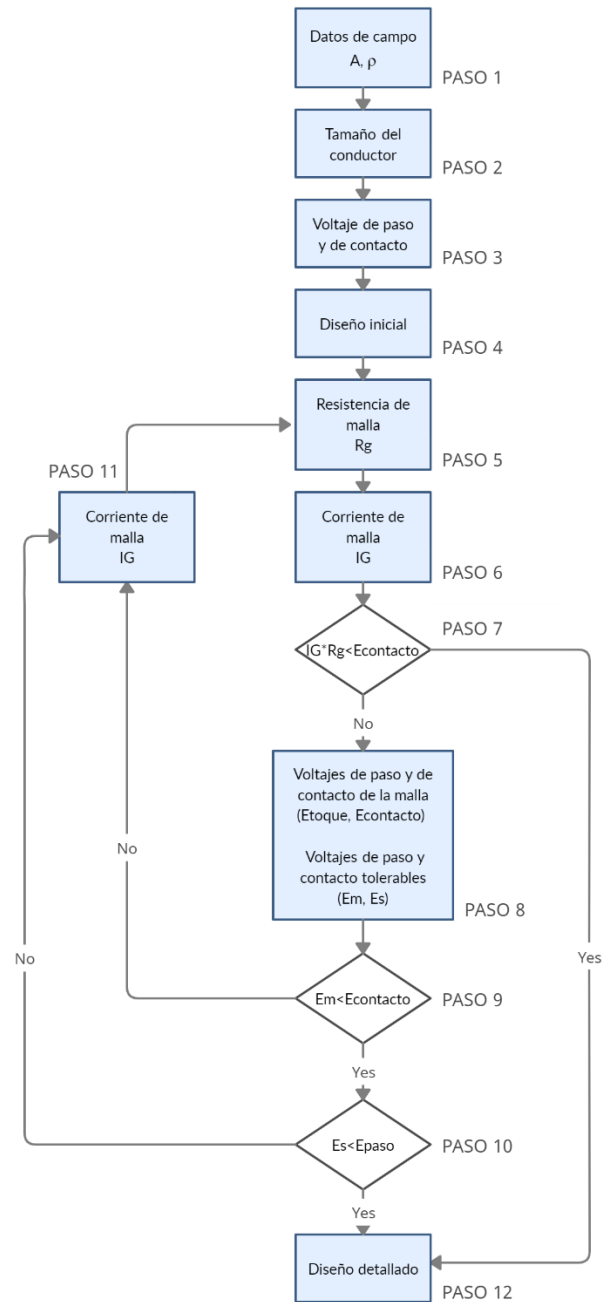 Datos de campo
A, ρ
PASO 1
Tamaño del
conductor
PASO 2
Voltaje de paso
y de contacto
PASO 3
Diseño inicial
PASO 4
Resistencia de
malla
Rg
PASO 5
PASO 11
Corriente de
malla
IG
Corriente de
malla
IG
PASO 6
PASO 7
IG*Rg<Econtacto
No
Voltajes de paso y de
contacto de la malla
(Etoque, Econtacto)
Voltajes de paso y
contacto tolerables
(Em, Es)
PASO 8
No
No
Yes
Em<Econtacto
PASO 9
Yes
Es<Epaso
PASO 10
Yes
Diseño detallado
PASO 12